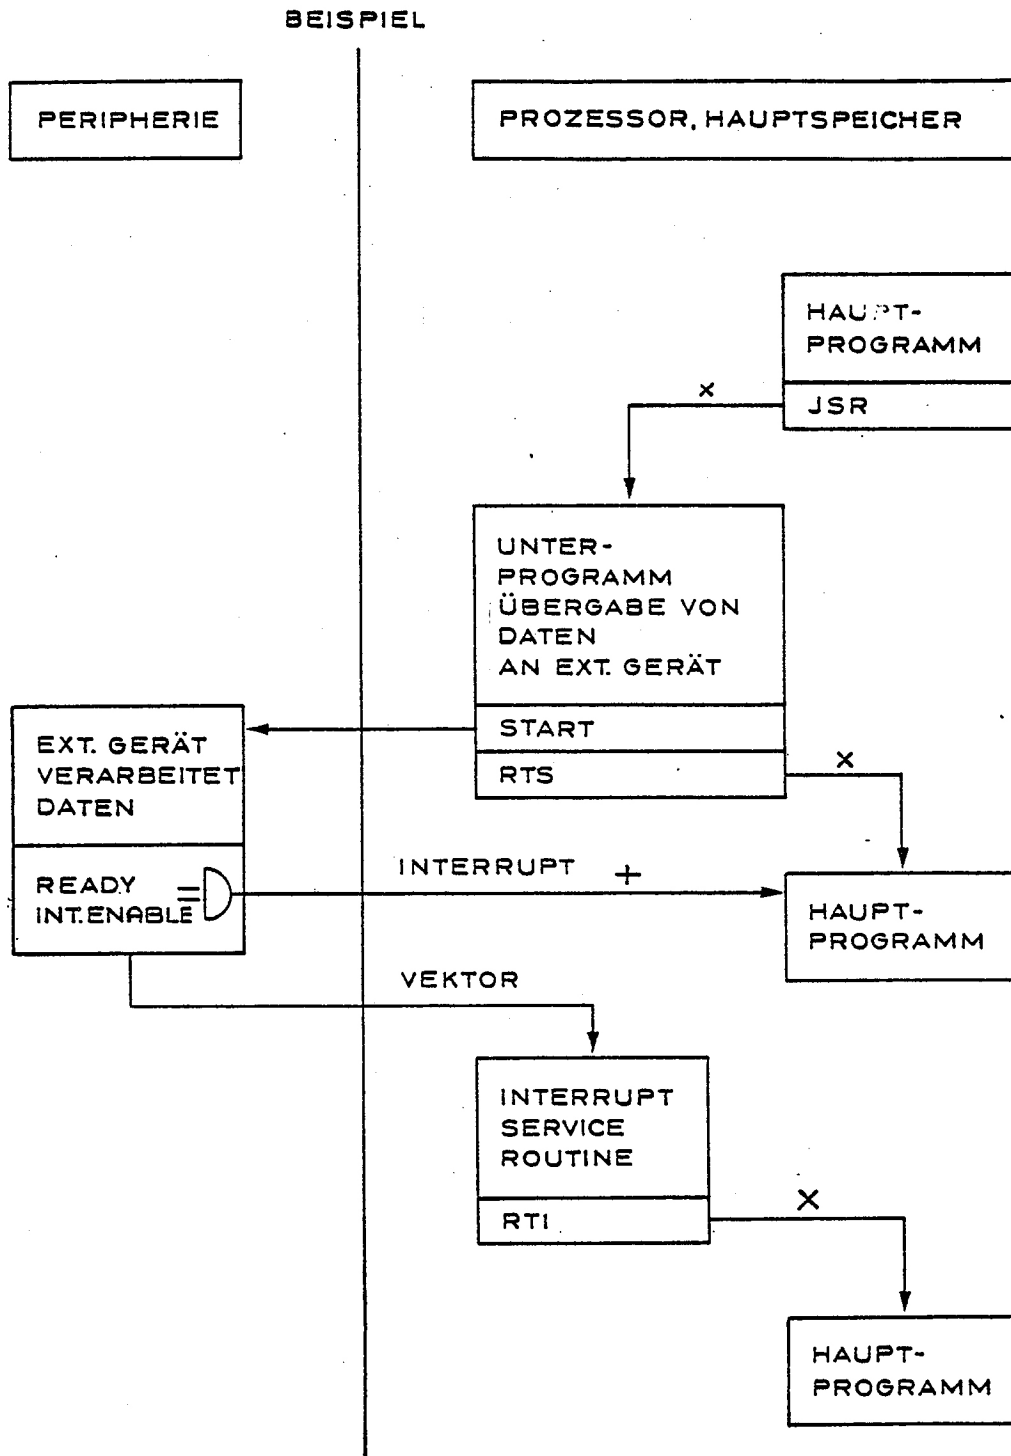 BEISPIEL
PERIPHERIE
PROZESSOR, HAUPTSPEICHER
HAUPT-
PROGRAMM
JSR
×
UNTER-
PROGRAMM
ÜBERGABE VON
DATEN
AN EXT. GERÄT
START
RTS
×
EXT. GERÄT
VERARBEITET
DATEN
READY
INT.ENABLE
INTERRUPT
+
HAUPT-
PROGRAMM
VEKTOR
INTERRUPT
SERVICE
ROUTINE
RTI
×
HAUPT-
PROGRAMM